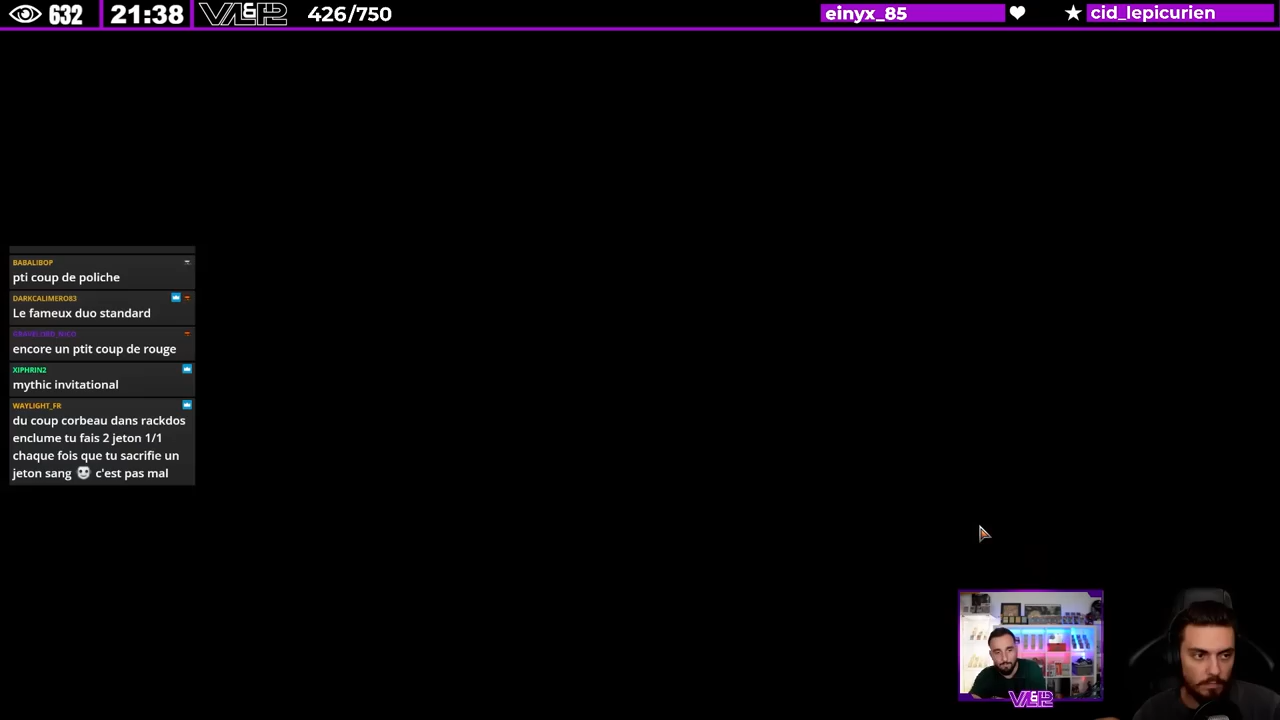 632
21:38
426/750
einyx_85
cid_lepicurien
BABALIBOP
pti coup de poliche
DARKCALIMERO83
Le fameux duo standard
encore un ptit coup de rouge
XIPHRIN2
mythic invitational
WAYLIGHT_FR
du coup corbeau dans rackdos
enclume tu fais 2 jeton 1/1
chaque fois que tu sacrifie un
jeton sang 💀 c'est pas mal